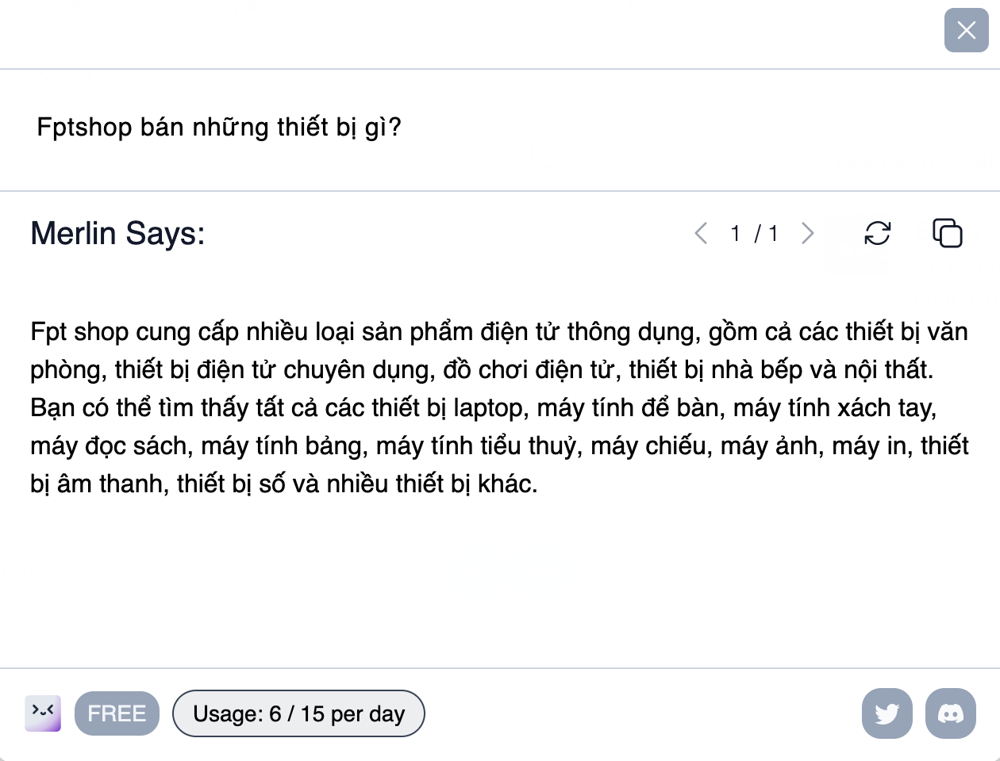 Fptshop bán những thiết bị gì?
Merlin Says:
1 / 1
Fpt shop cung cấp nhiều loại sản phẩm điện tử thông dụng, gồm cả các thiết bị văn
phòng, thiết bị điện tử chuyên dụng, đồ chơi điện tử, thiết bị nhà bếp và nội thất.
Bạn có thể tìm thấy tất cả các thiết bị laptop, máy tính để bàn, máy tính xách tay,
máy đọc sách, máy tính bảng, máy tính tiểu thuỷ, máy chiếu, máy ảnh, máy in, thiết
bị âm thanh, thiết bị số và nhiều thiết bị khác.
FREE
Usage: 6 / 15 per day